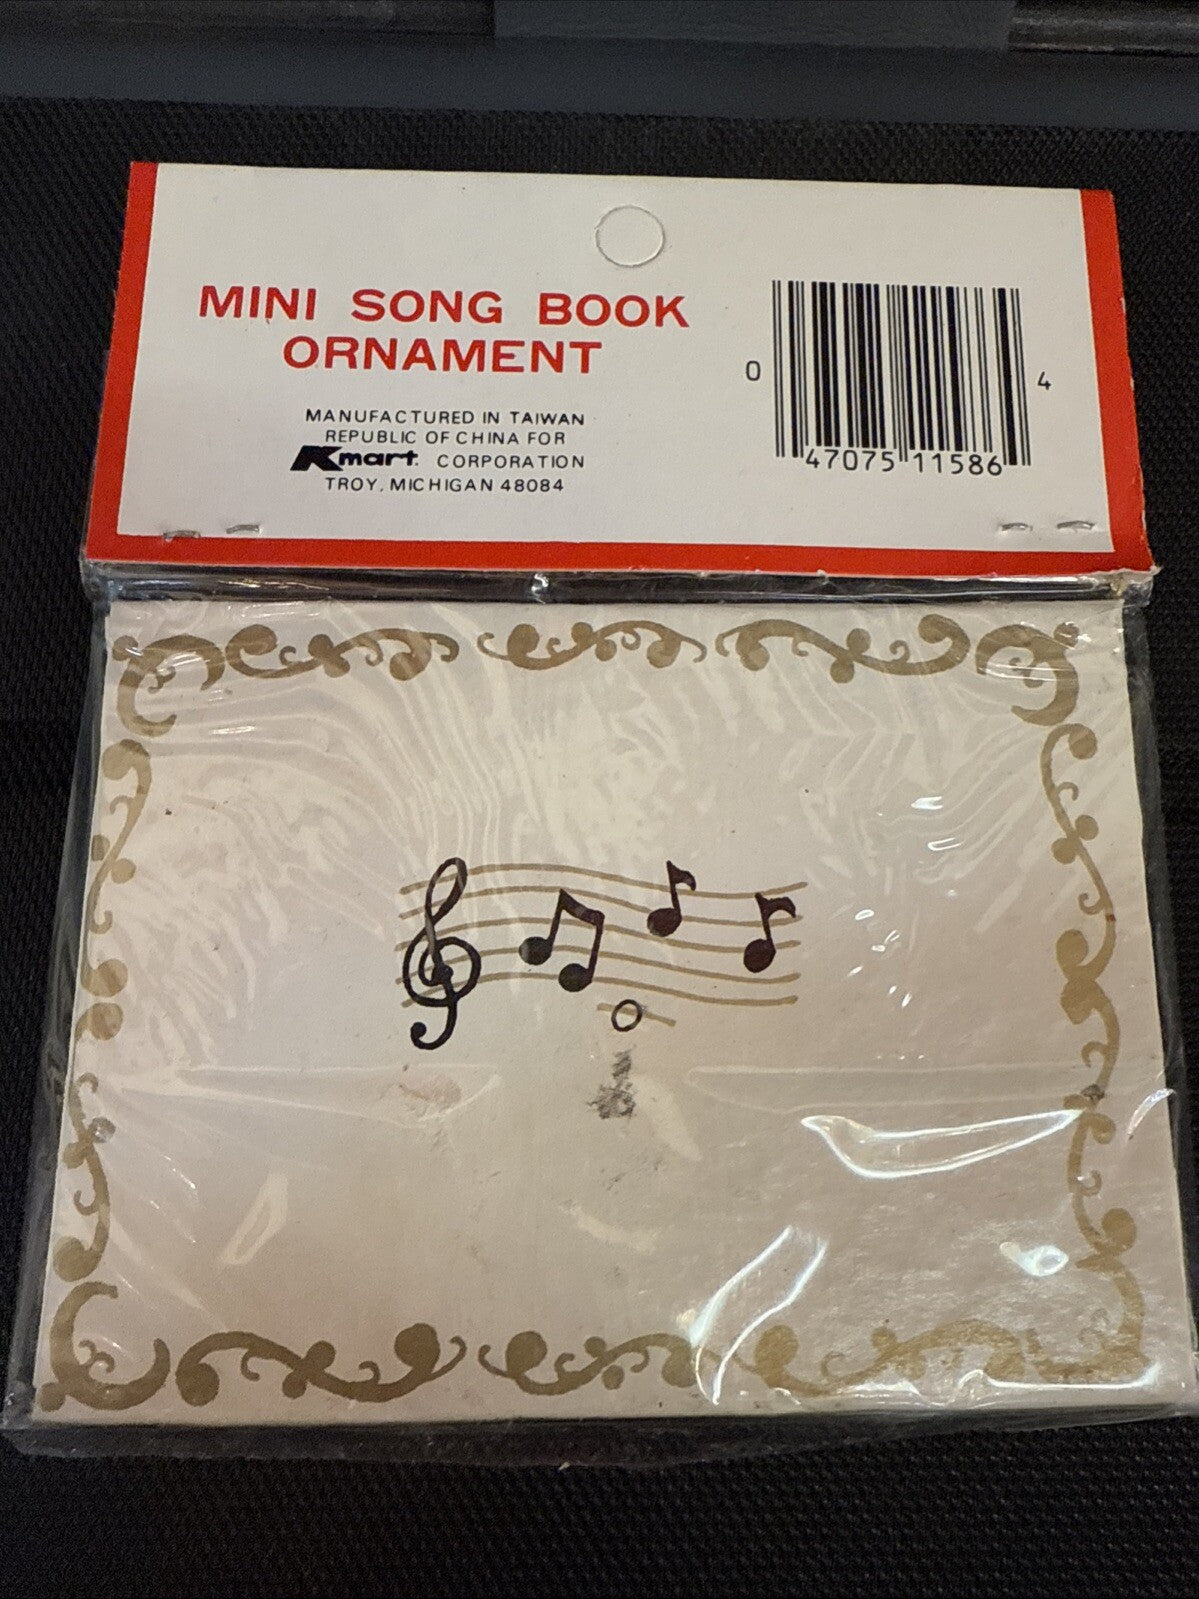 MINI SONG BOOK
ORNAMENT
MANUFACTURED IN TAIWAN
REPUBLIC OF CHINA FOR
Kmart. CORPORATION
TROY, MICHIGAN 48084
0 47075 11586 4